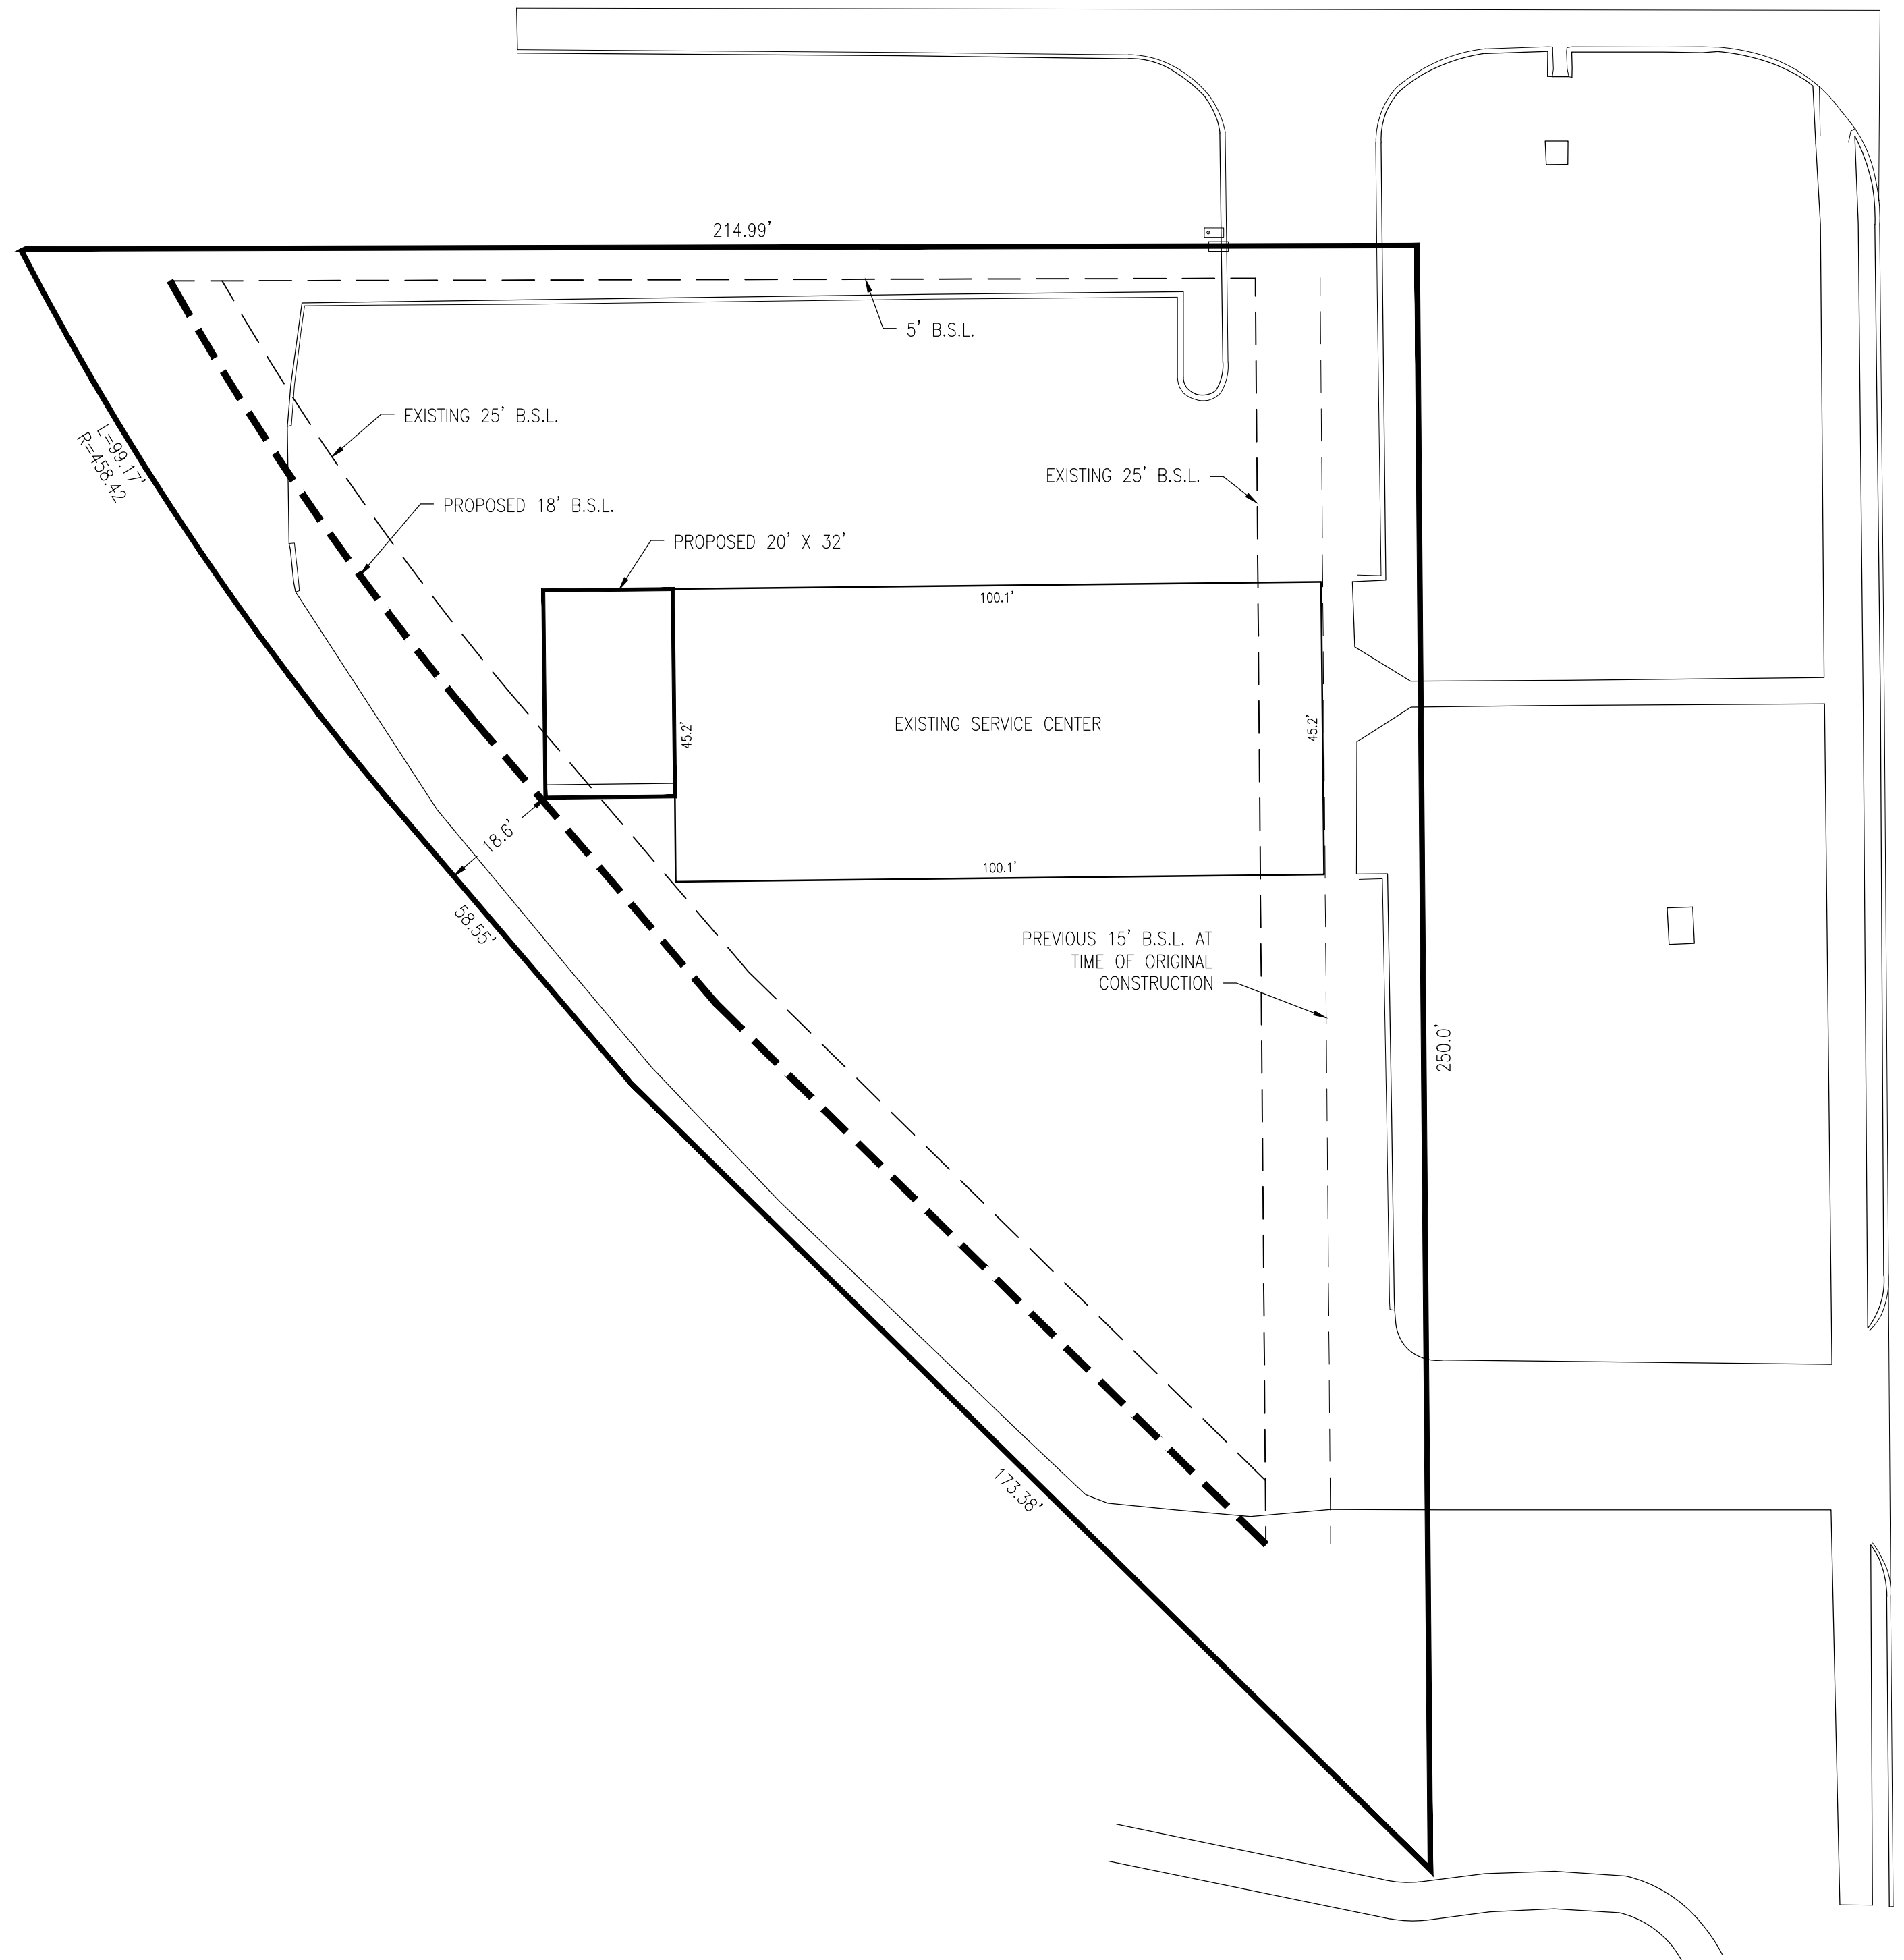 214.99'
5' B.S.L.
EXISTING 25' B.S.L.
L=99.17'
R=458.42
EXISTING 25' B.S.L.
PROPOSED 18' B.S.L.
PROPOSED 20' X 32'
100.1'
45.2'
EXISTING SERVICE CENTER
45.2'
18.6'
100.1'
58.55'
PREVIOUS 15' B.S.L. AT
TIME OF ORIGINAL
CONSTRUCTION
250.0'
173.38'